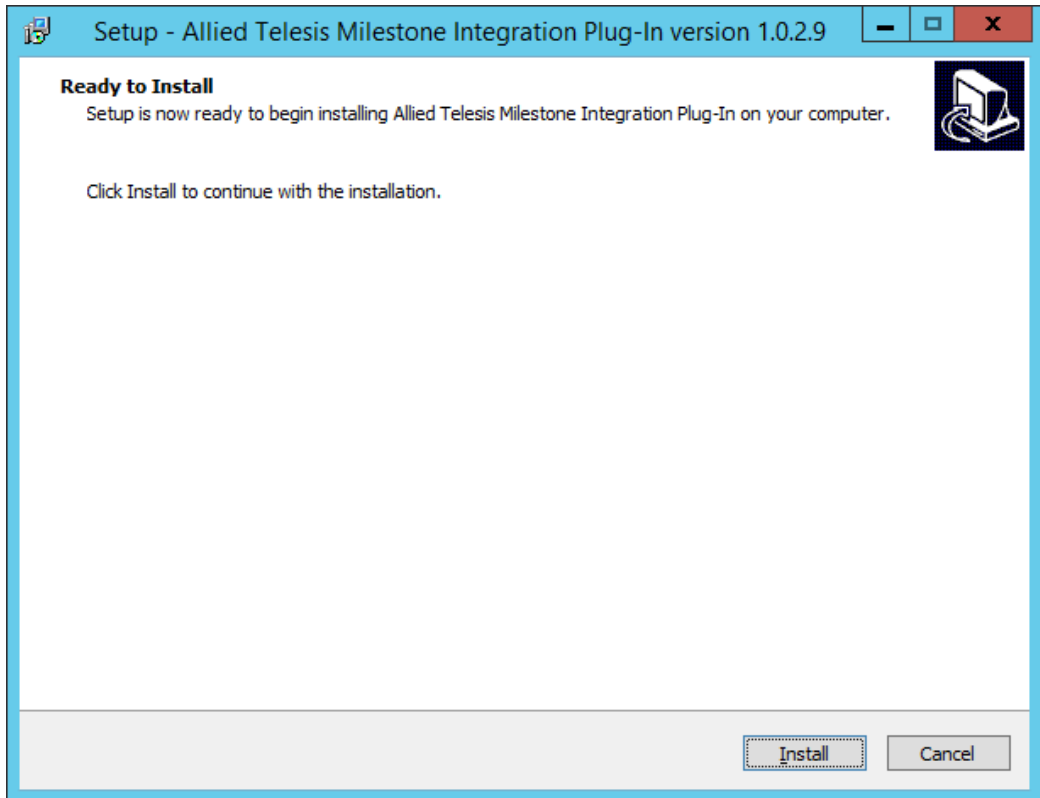 Setup - Allied Telesis Milestone Integration Plug-In version 1.0.2.9
Ready to Install
Setup is now ready to begin installing Allied Telesis Milestone Integration Plug-In on your computer.
Click Install to continue with the installation.
Install Cancel